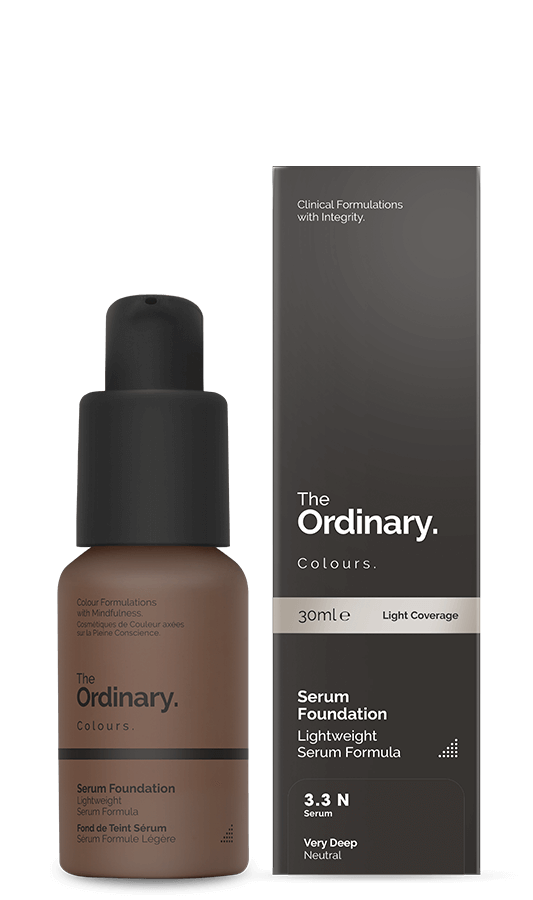 Clinical Formulations
with Integrity.
The
Ordinary.
Colours.
30ml e
Light Coverage
Serum
Foundation
Lightweight
Serum Formula
3.3 N
Serum
Very Deep
Neutral
Colour Formulations
with Mindfulness.
Cosmétiques de Couleur axées
sur la Pleine Conscience.
The
Ordinary.
Colours.
Serum Foundation
Lightweight
Serum Formula
Fond de Teint Sérum
Sérum Formule Légère